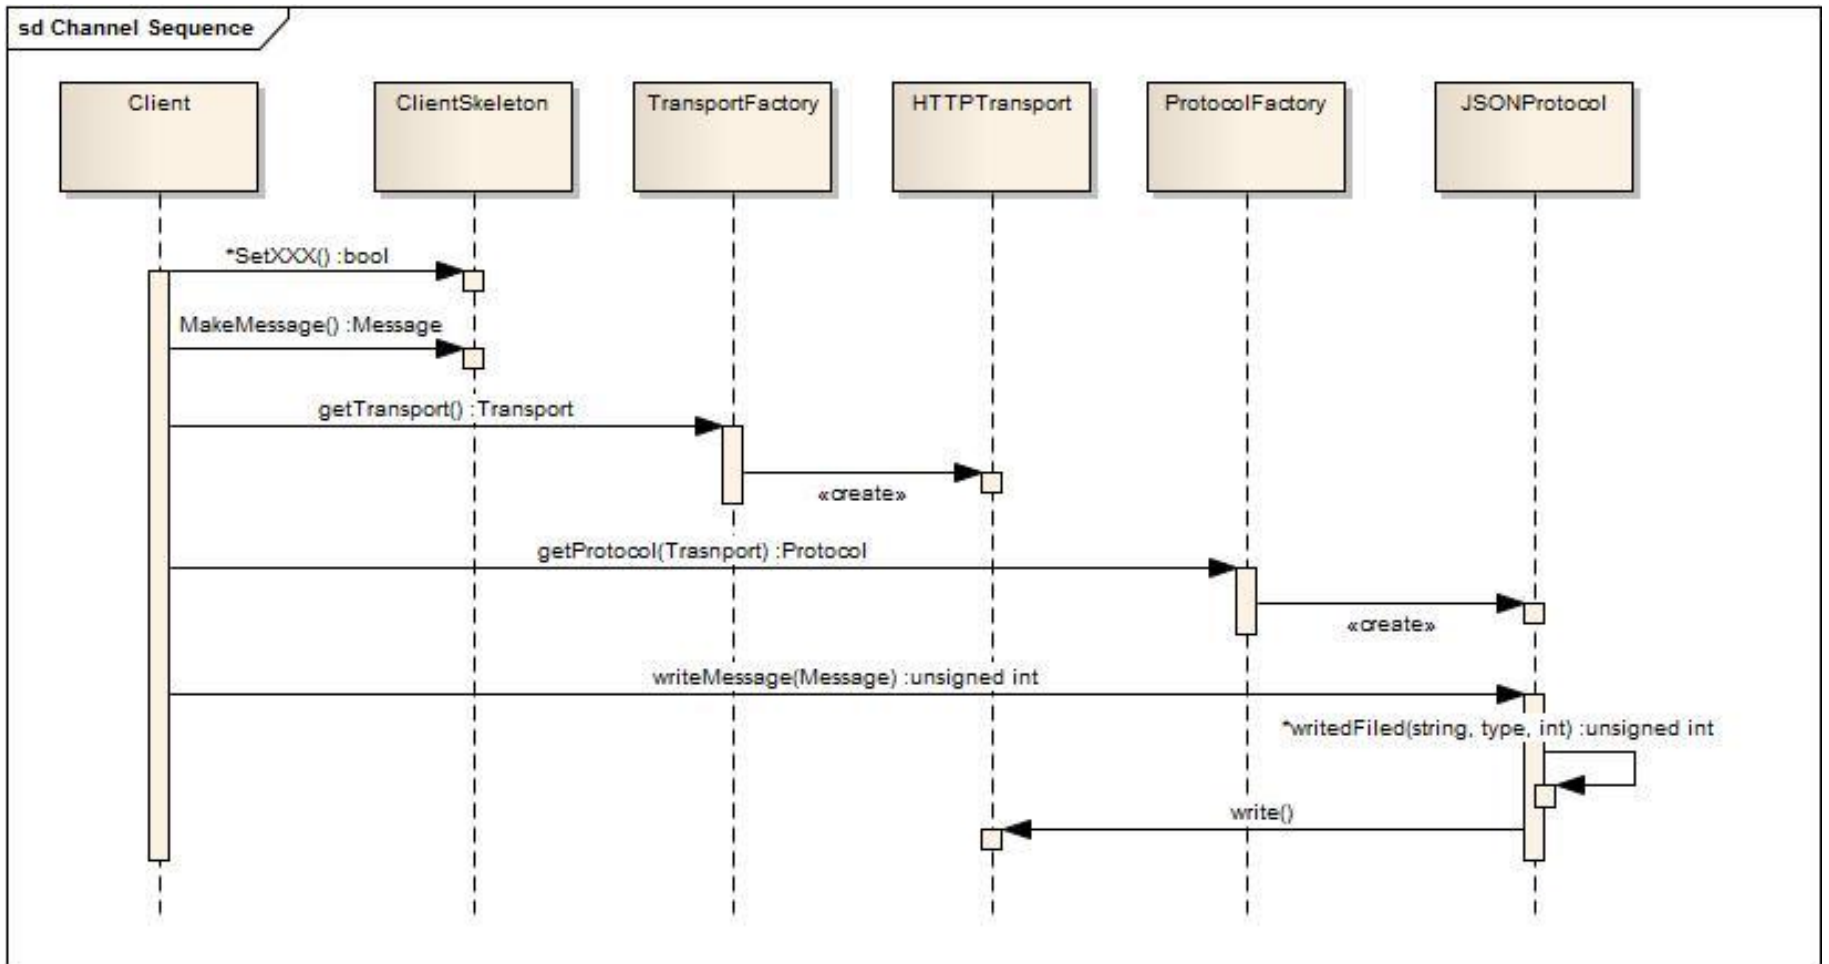 sd Channel Sequence
Client
ClientSkeleton
TransportFactory
HTTPTransport
ProtocolFactory
JSONProtocol
*SetXXX() :bool
MakeMessage() :Message
getTransport() :Transport
«create»
getProtocol(Trasnport) :Protocol
«create»
writeMessage(Message) :unsigned int
*writedFiled(string, type, int) :unsigned int
write()